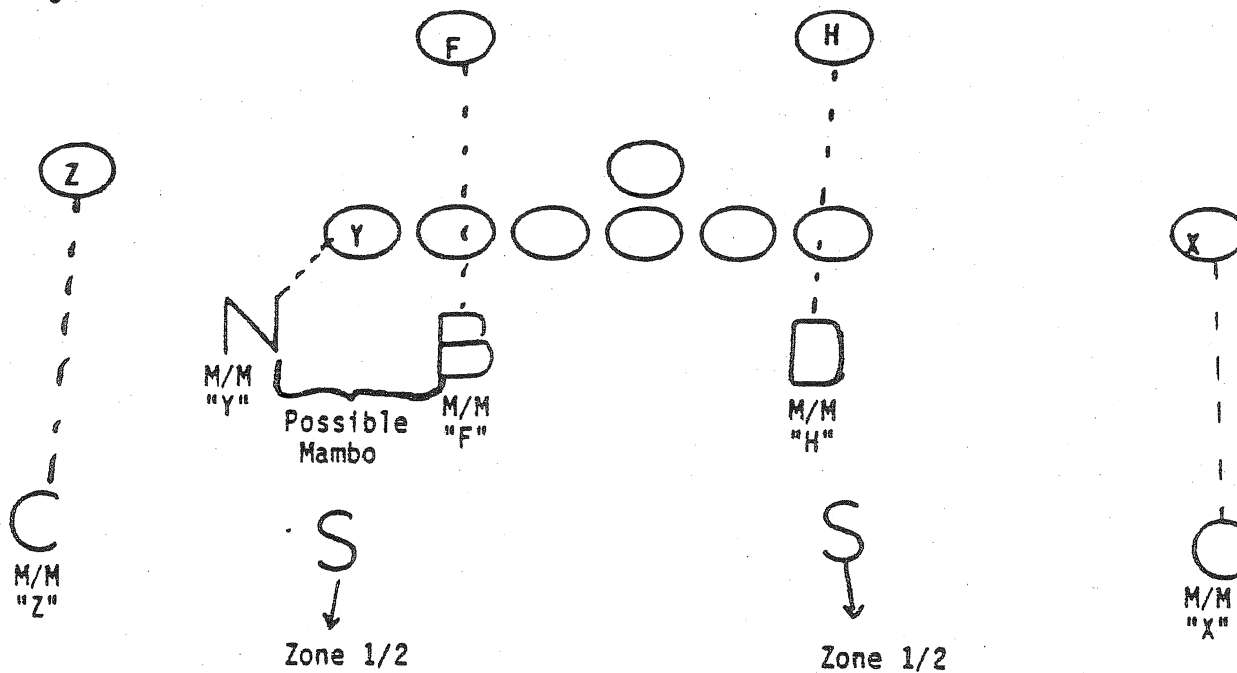 F H
Z
Y X
N B D
M/M
"Y"
Possible
Mambo
M/M
"F"
M/M
"H"
C S S C
M/M
"Z"
M/M
"X"
Zone 1/2 Zone 1/2